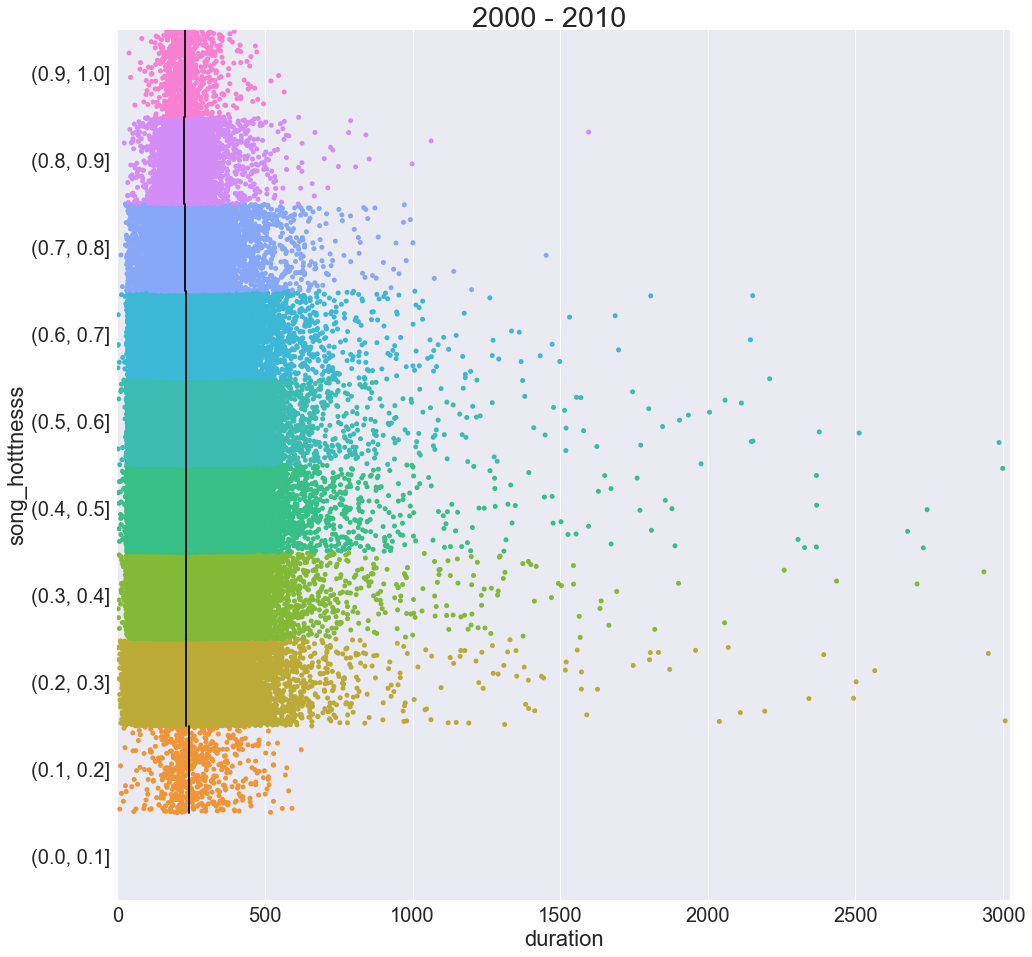 2000 - 2010
song_hotttnesss
(0.9, 1.0]
(0.8, 0.9]
(0.7, 0.8]
(0.6, 0.7]
(0.5, 0.6]
(0.4, 0.5]
(0.3, 0.4]
(0.2, 0.3]
(0.1, 0.2]
(0.0, 0.1]
0 500 1000 1500 2000 2500 3000
duration